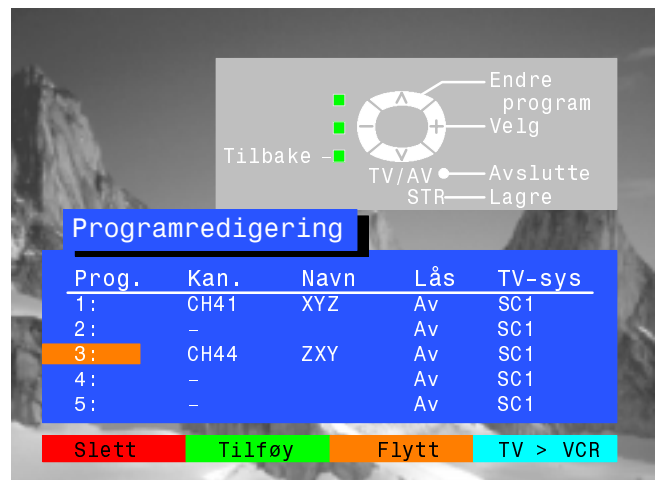 Endre
program
Velg
Tilbake
TV/AV Avslutte
STR Lagre
Programredigering
Prog. Kan. Navn Lås TV-sys
1: CH41 XYZ Av SC1
2: – Av SC1
3: CH44 ZXY Av SC1
4: – Av SC1
5: – Av SC1
Slett Tilføy Flytt TV > VCR